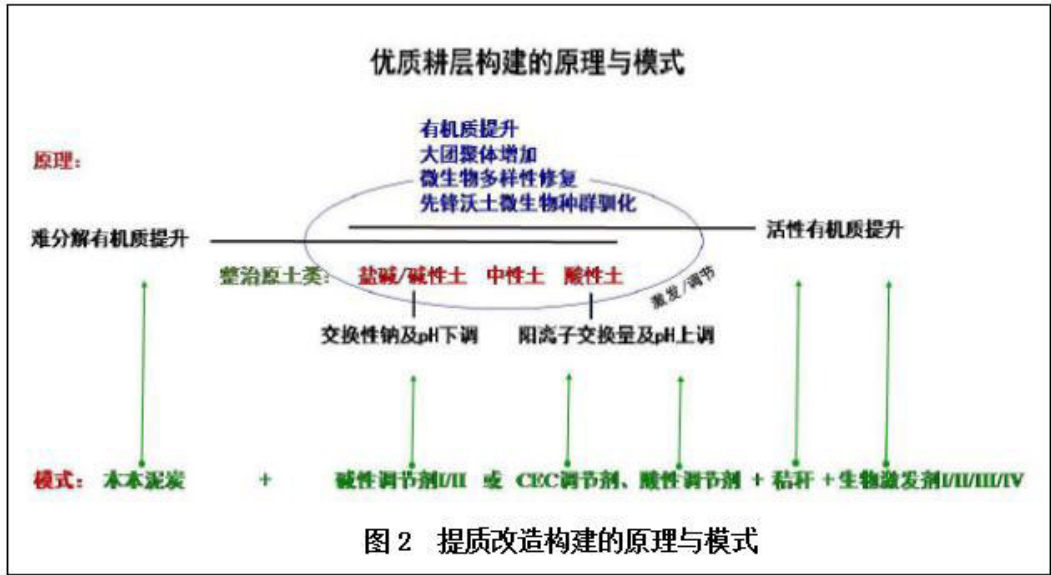 优质耕层构建的原理与模式
有机质提升
原理：
大团聚体增加
微生物多样性修复
先锋沃土微生物种群驯化
难分解有机质提升
活性有机质提升
整治原土类：盐碱/碱性土 中性土 酸性土
激发/调节
交换性钠及pH下调 阳离子交换量及pH上调
模式：本本泥炭 + 碱性调节剂I/II 或 CEC调节剂、酸性调节剂 + 秸秆 + 生物激发剂I/II/III/IV
图2 提质改造构建的原理与模式